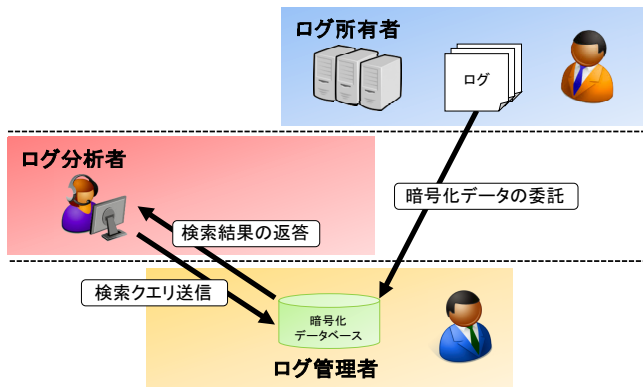 ログ所有者
ログ
ログ分析者
暗号化データの委託
検索結果の返答
検索クエリ送信
暗号化
データベース
ログ管理者